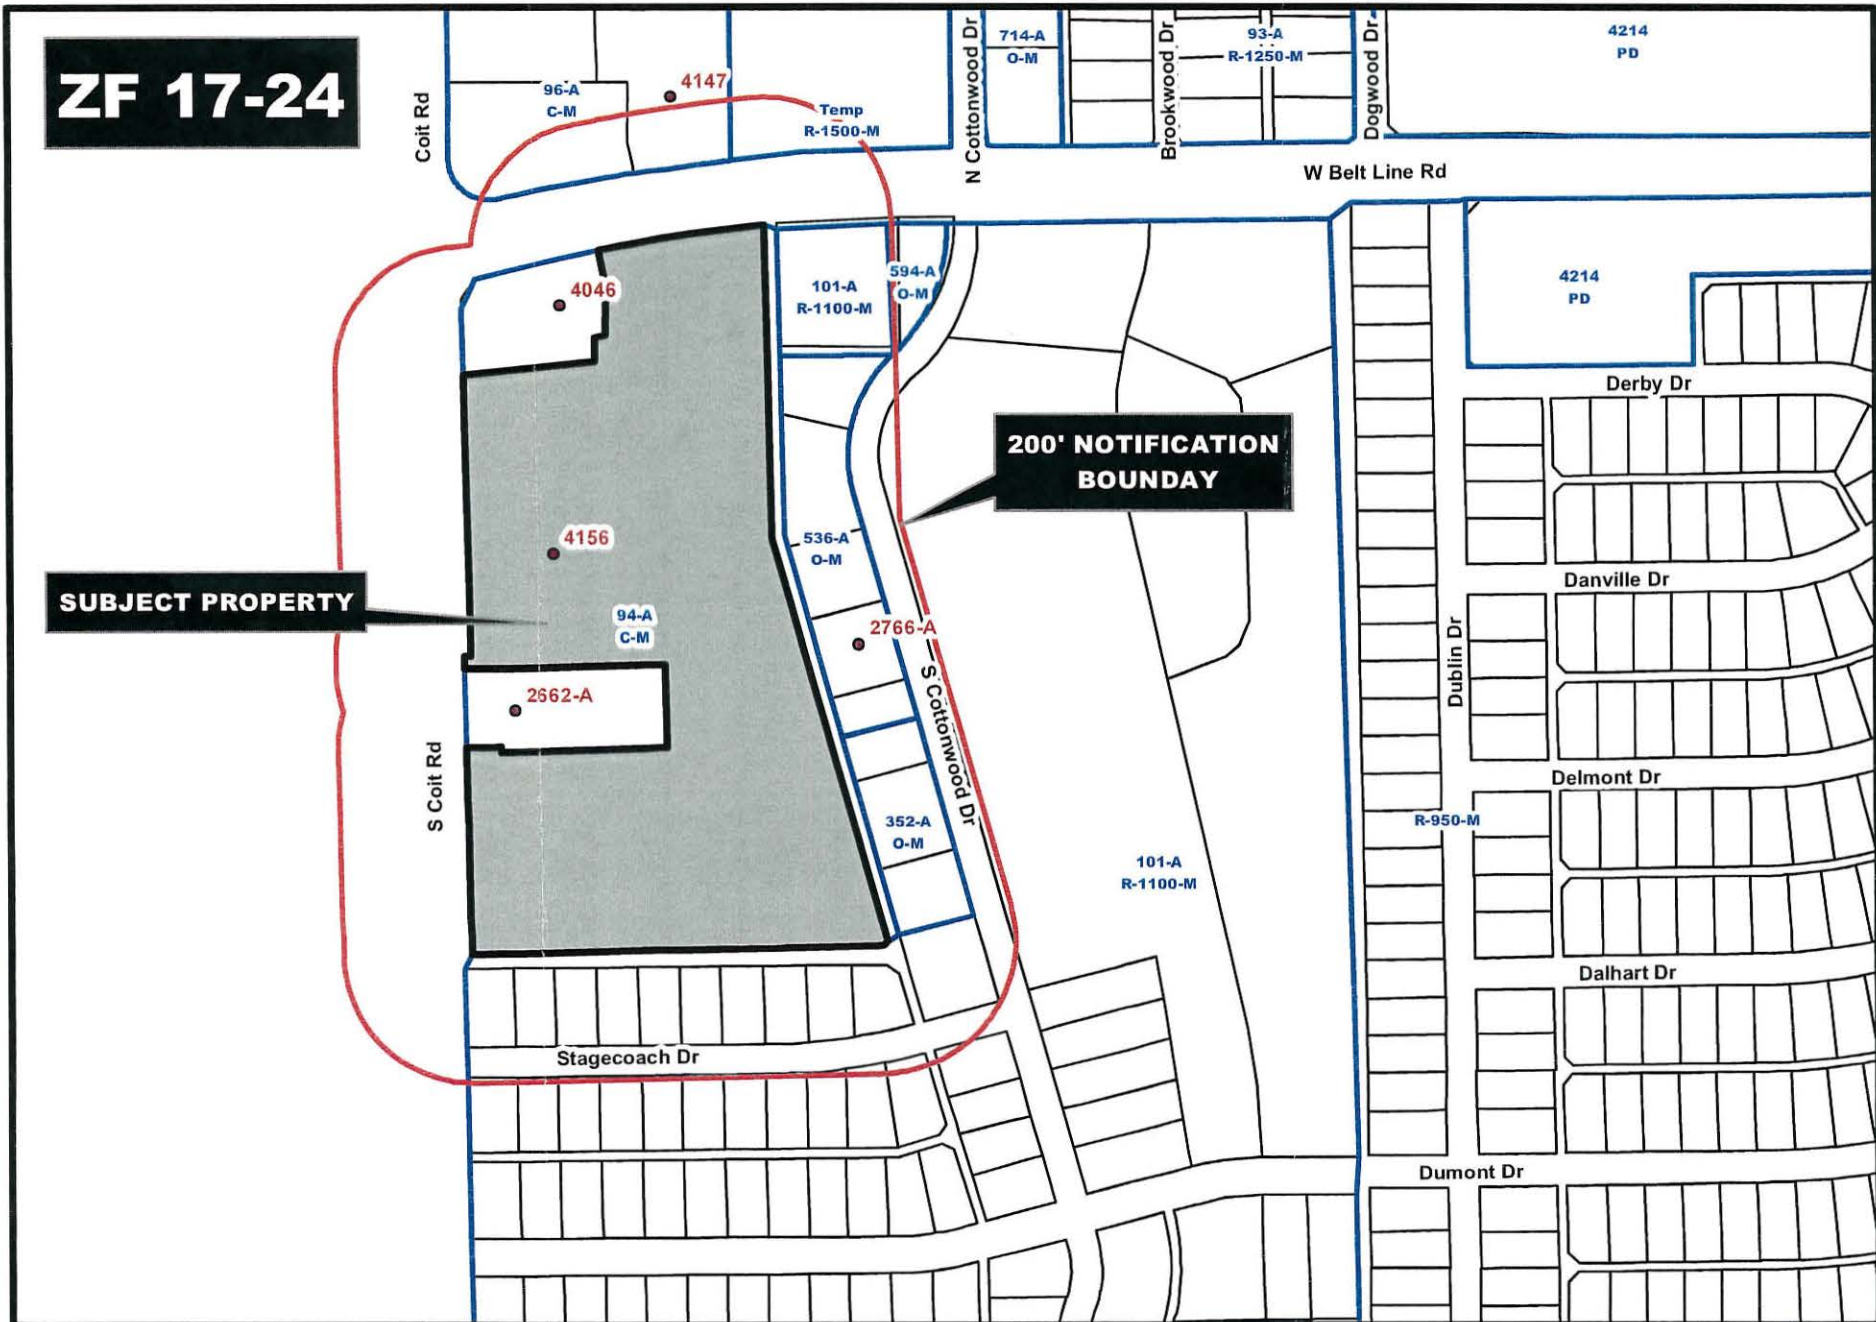 ZF 17-24
Coit Rd
96-A
C-M
4147
Temp
R-1500-M
N Cottonwood Dr
714-A
O-M
Brookwood Dr
93-A
R-1250-M
Dogwood Dr
4214
PD
W Belt Line Rd
4046
101-A
R-1100-M
594-A
O-M
4214
PD
Derby Dr
200' NOTIFICATION
BOUNDAY
4156
536-A
O-M
Danville Dr
SUBJECT PROPERTY
94-A
C-M
2766-A
Dublin Dr
2662-A
S Cottonwood Dr
S Coit Rd
Delmont Dr
352-A
O-M
R-950-M
101-A
R-1100-M
Dalhart Dr
Stagecoach Dr
Dumont Dr